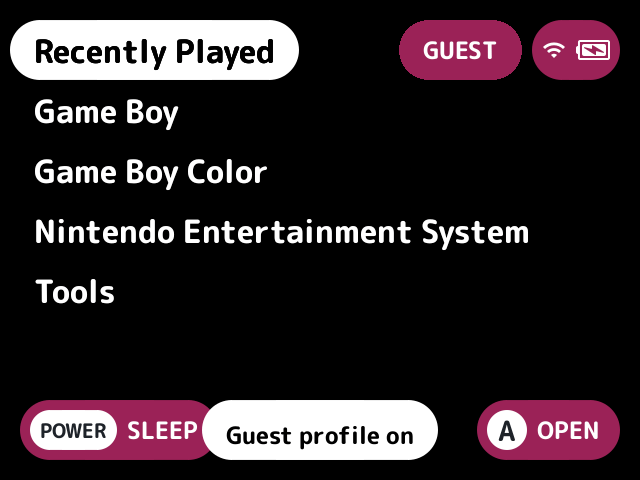 Recently Played
GUEST
Game Boy
Game Boy Color
Nintendo Entertainment System
Tools
POWER SLEEP
Guest profile on
A OPEN